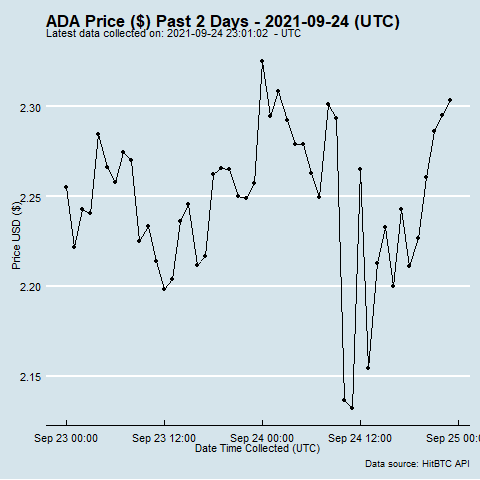 ADA Price ($) Past 2 Days - 2021-09-24 (UTC)
Latest data collected on: 2021-09-24 23:01:02 - UTC
Price USD ($)
2.30
2.25
2.20
2.15
Sep 23 00:00 Sep 23 12:00 Sep 24 00:00 Sep 24 12:00 Sep 25 00:
Date Time Collected (UTC)
Data source: HitBTC API